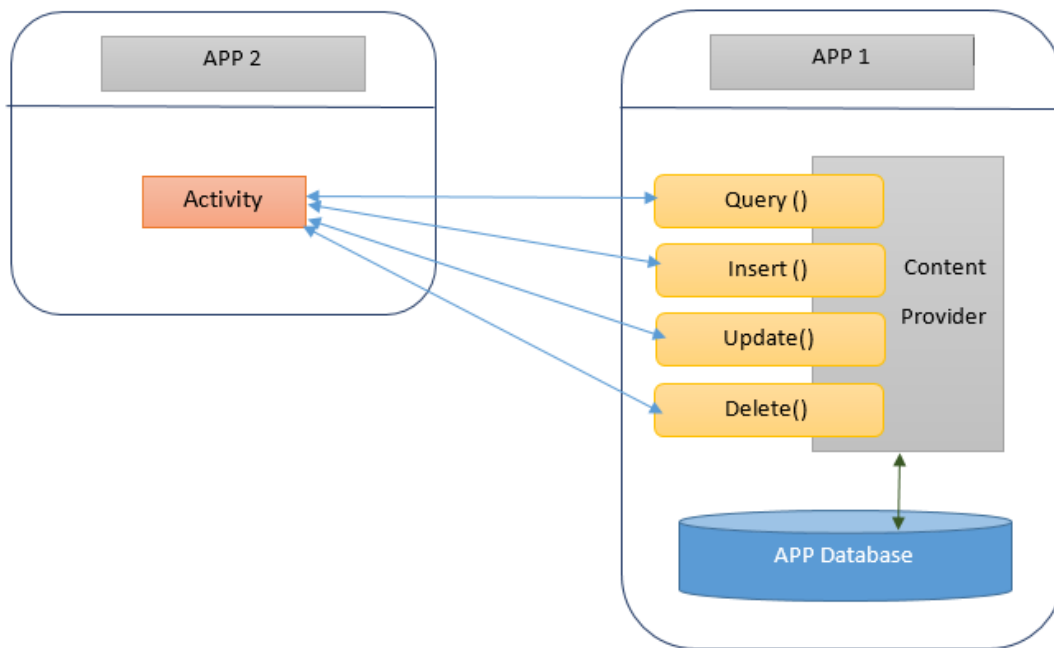 APP 2
APP 1
Activity
Query ()
Insert ()
Update()
Delete()
Content
Provider
APP Database